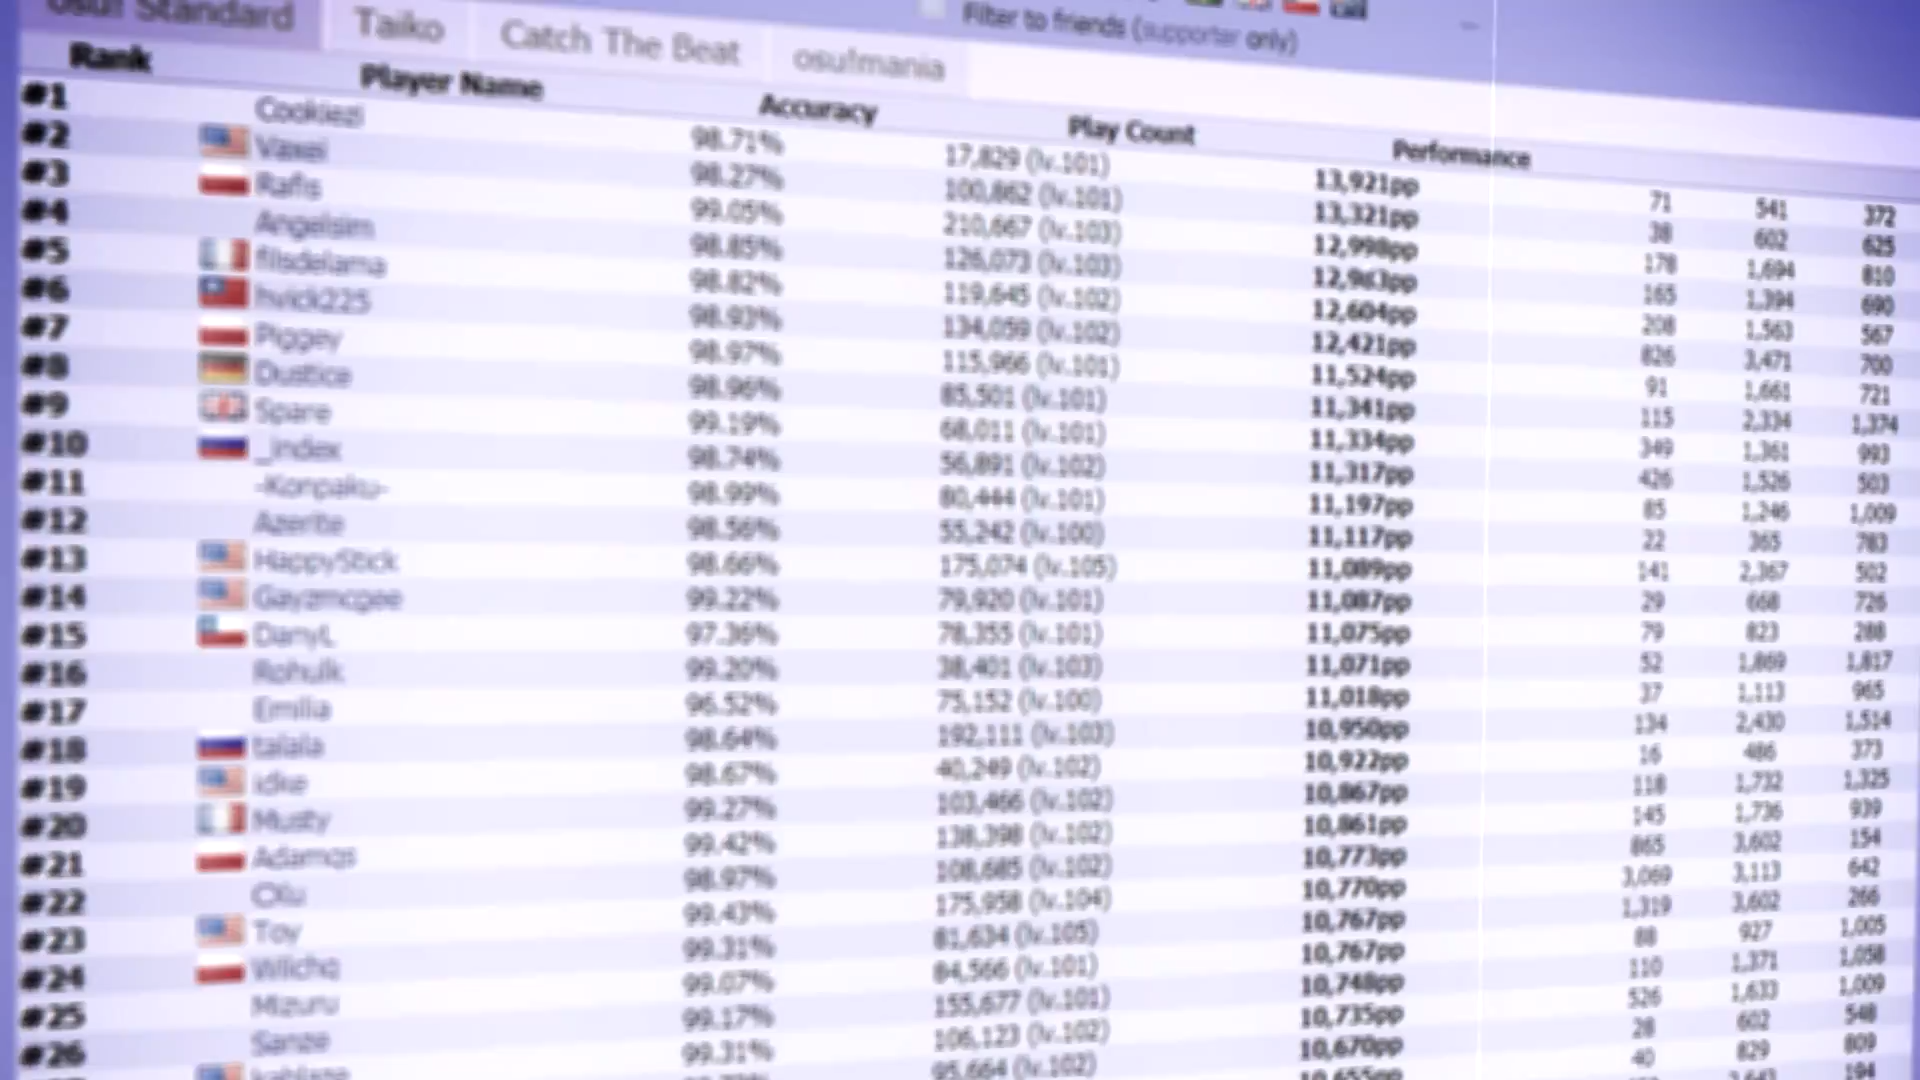 osu! Standard Taiko Catch The Beat osu!mania Filter to friends (supporter only)
Rank Player Name Accuracy Play Count Performance
#1 Cookiezi 98.71% 17,829 (lv.101) 13,921pp 71 541 372
#2 Vaxei 98.27% 100,862 (lv.101) 13,321pp 38 602 625
#3 Rafis 99.05% 210,667 (lv.103) 12,998pp 178 1,694 810
#4 Angelsim 98.85% 126,073 (lv.103) 12,963pp 165 1,394 690
#5 filsdelama 98.82% 119,645 (lv.102) 12,604pp 208 1,563 567
#6 hvick225 98.93% 134,059 (lv.102) 12,421pp 826 3,471 700
#7 Piggey 98.97% 115,966 (lv.101) 11,524pp 91 1,661 721
#8 Dustice 98.96% 85,501 (lv.101) 11,341pp 115 2,334 1,374
#9 Spare 99.19% 68,011 (lv.101) 11,334pp 349 1,361 993
#10 _index 98.74% 56,891 (lv.102) 11,317pp 426 1,526 503
#11 -Konpaku- 98.99% 80,444 (lv.101) 11,197pp 85 1,246 1,009
#12 Azerite 98.56% 55,242 (lv.100) 11,117pp 22 365 783
#13 HappyStick 98.66% 175,074 (lv.105) 11,089pp 141 2,367 502
#14 Gayzmcgee 99.22% 79,920 (lv.101) 11,087pp 29 668 726
#15 DanyL 97.36% 78,355 (lv.101) 11,075pp 79 823 288
#16 Rohulk 99.20% 38,401 (lv.103) 11,071pp 52 1,869 1,817
#17 Emilia 96.52% 75,152 (lv.100) 11,018pp 37 1,113 965
#18 talala 98.64% 192,111 (lv.103) 10,950pp 134 2,430 1,514
#19 idke 98.67% 40,249 (lv.102) 10,922pp 16 486 373
#20 Musty 99.27% 103,466 (lv.102) 10,867pp 118 1,732 1,325
#21 Adamqs 99.42% 138,398 (lv.102) 10,861pp 145 1,736 939
#22 Ollu 98.97% 108,685 (lv.102) 10,773pp 865 3,602 154
#23 Toy 99.43% 175,958 (lv.104) 10,770pp 3,069 3,113 642
#24 Wilchq 99.31% 81,634 (lv.105) 10,767pp 1,319 3,602 266
#25 Mizuru 99.07% 84,566 (lv.101) 10,767pp 88 927 1,005
#26 Sanze 99.17% 155,677 (lv.101) 10,748pp 110 1,371 1,058
99.31% 106,123 (lv.102) 10,735pp 526 1,633 1,009
95,664 (lv.102) 10,670pp 28 602 548
10,655pp 40 829 809
194